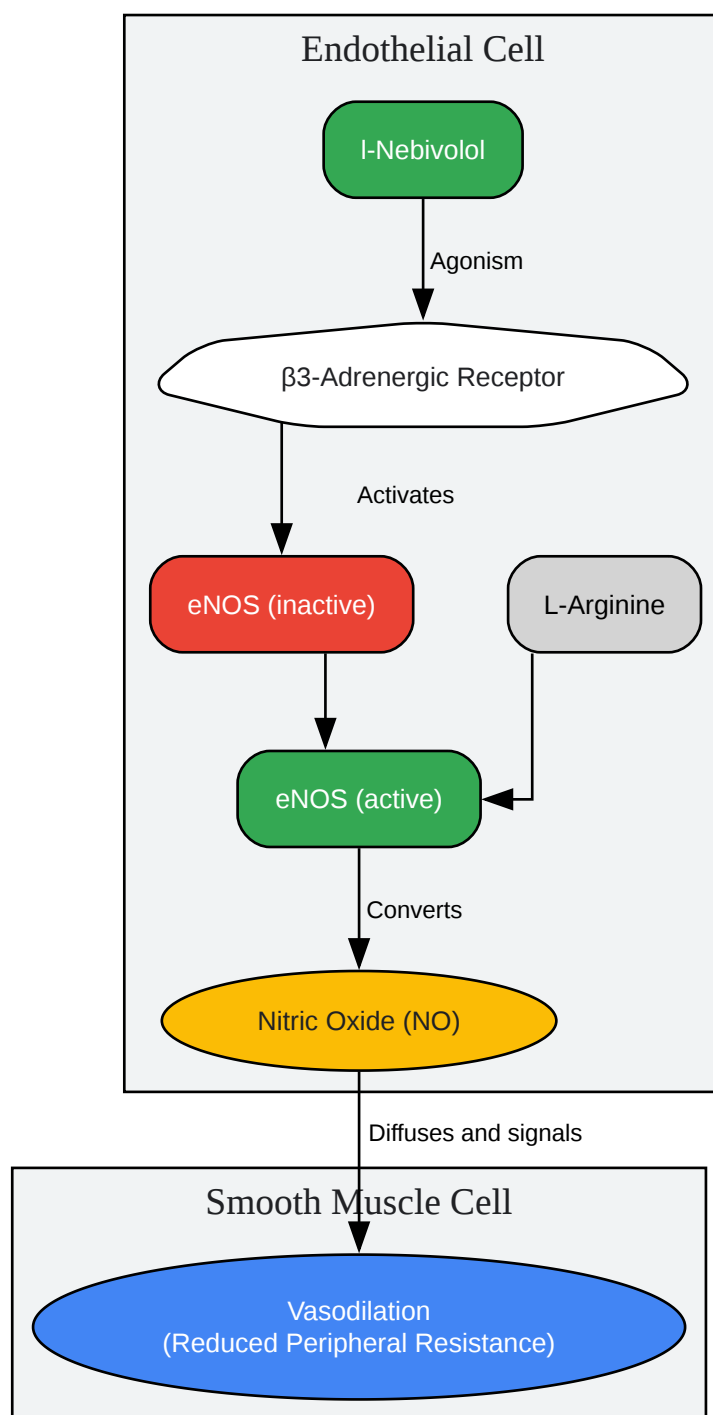 Endothelial Cell
l-Nebivolol
Agonism
β3-Adrenergic Receptor
Activates
eNOS (inactive)
L-Arginine
eNOS (active)
Converts
Nitric Oxide (NO)
Diffuses and signals
Smooth Muscle Cell
Vasodilation
(Reduced Peripheral Resistance)